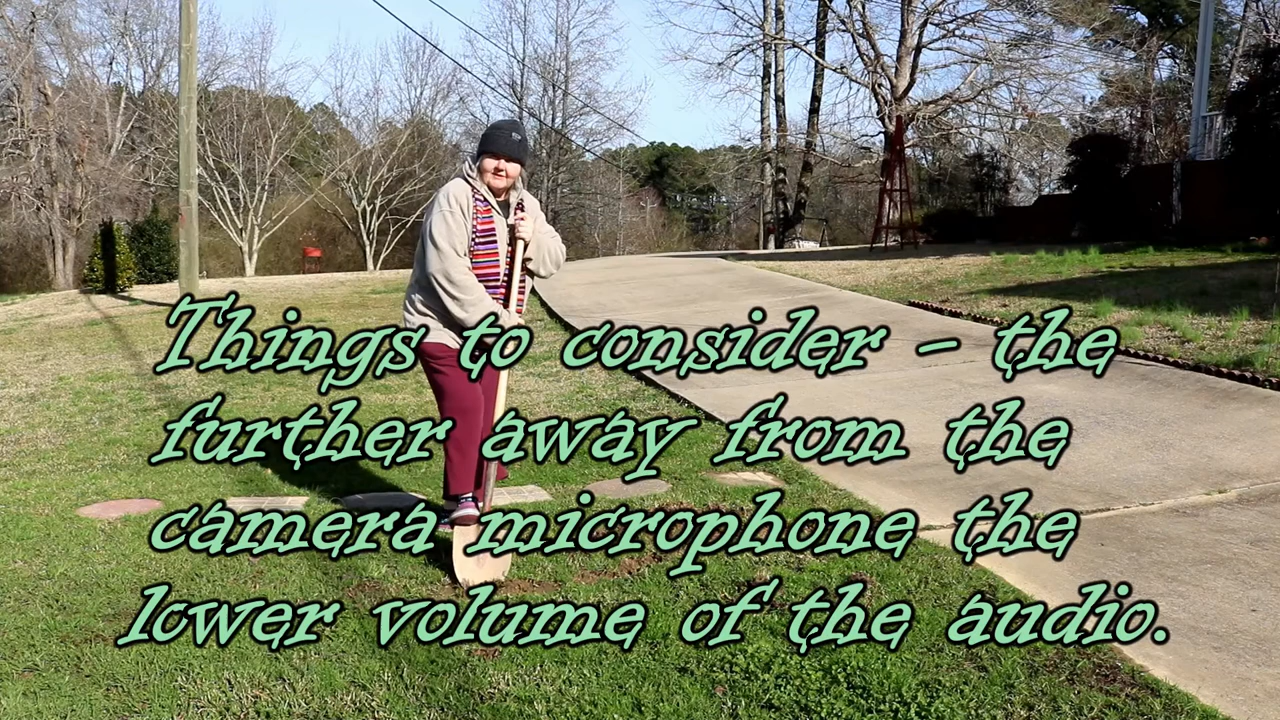 Things to consider - the
further away from the
camera microphone the
lower volume of the audio.